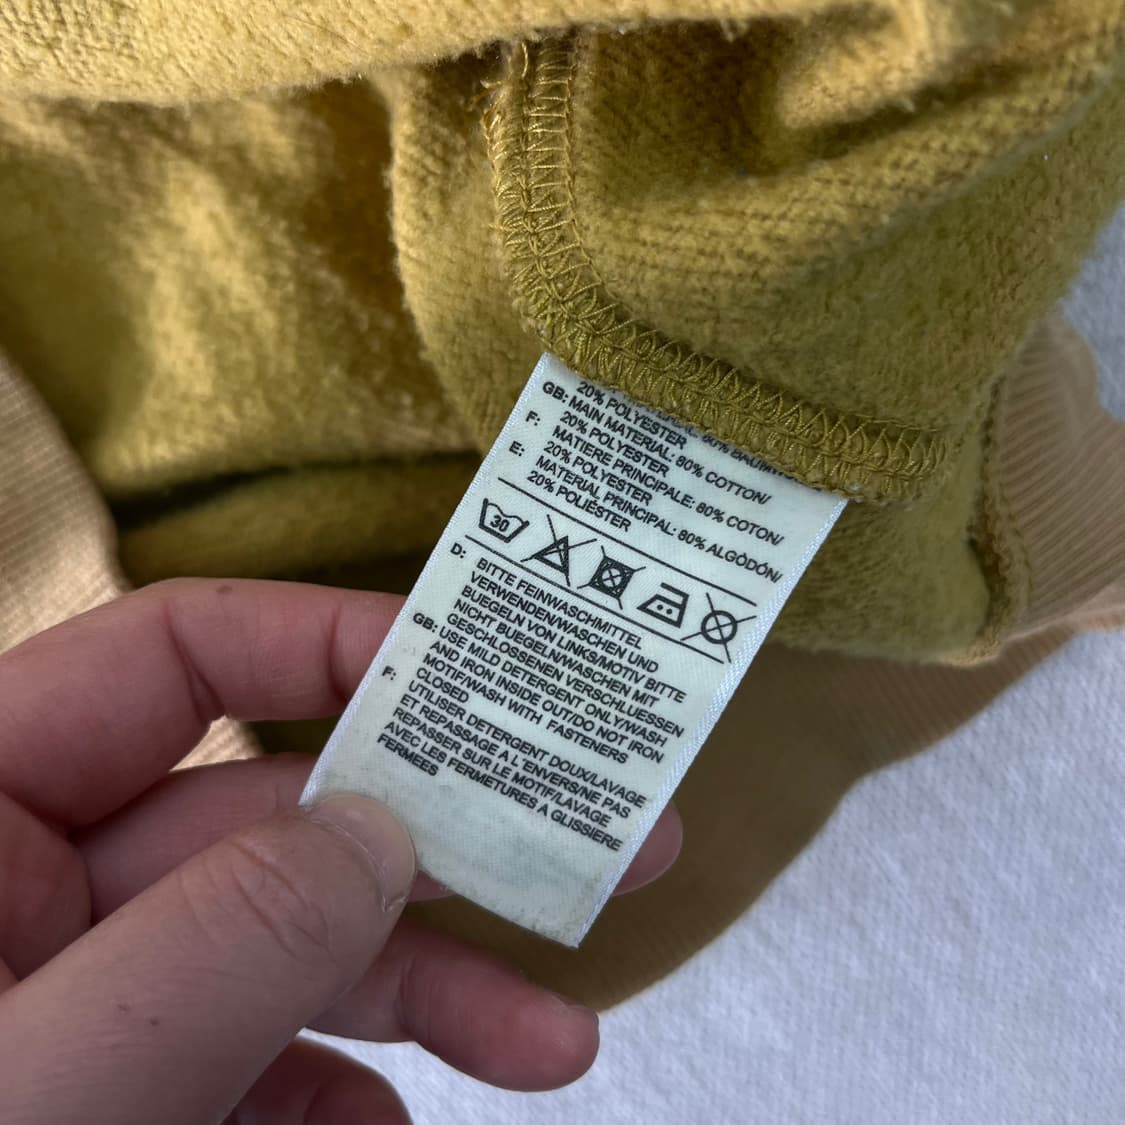 20% POLYESTER
GB: MAIN MATERIAL: 80% COTTON/
20% POLYESTER
F: MATIERE PRINCIPALE: 80% COTON/
20% POLYESTER
E: MATERIAL PRINCIPAL: 80% ALGÓDÓN/
20% POLIÉSTER
30
D: BITTE FEINWASCHMITTEL
VERWENDEN/WASCHEN UND
BUEGELN VON LINKS/MOTIV BITTE
NICHT BUEGELN/WASCHEN MIT
GESCHLOSSENEN VERSCHLUESSEN
GB: USE MILD DETERGENT ONLY/WASH
AND IRON INSIDE OUT/DO NOT IRON
MOTIF/WASH WITH FASTENERS
CLOSED
F: UTILISER DETERGENT DOUX/LAVAGE
ET REPASSAGE A L'ENVERS/NE PAS
REPASSER SUR LE MOTIF/LAVAGE
AVEC LES FERMETURES A GLISSIERE
FERMEES